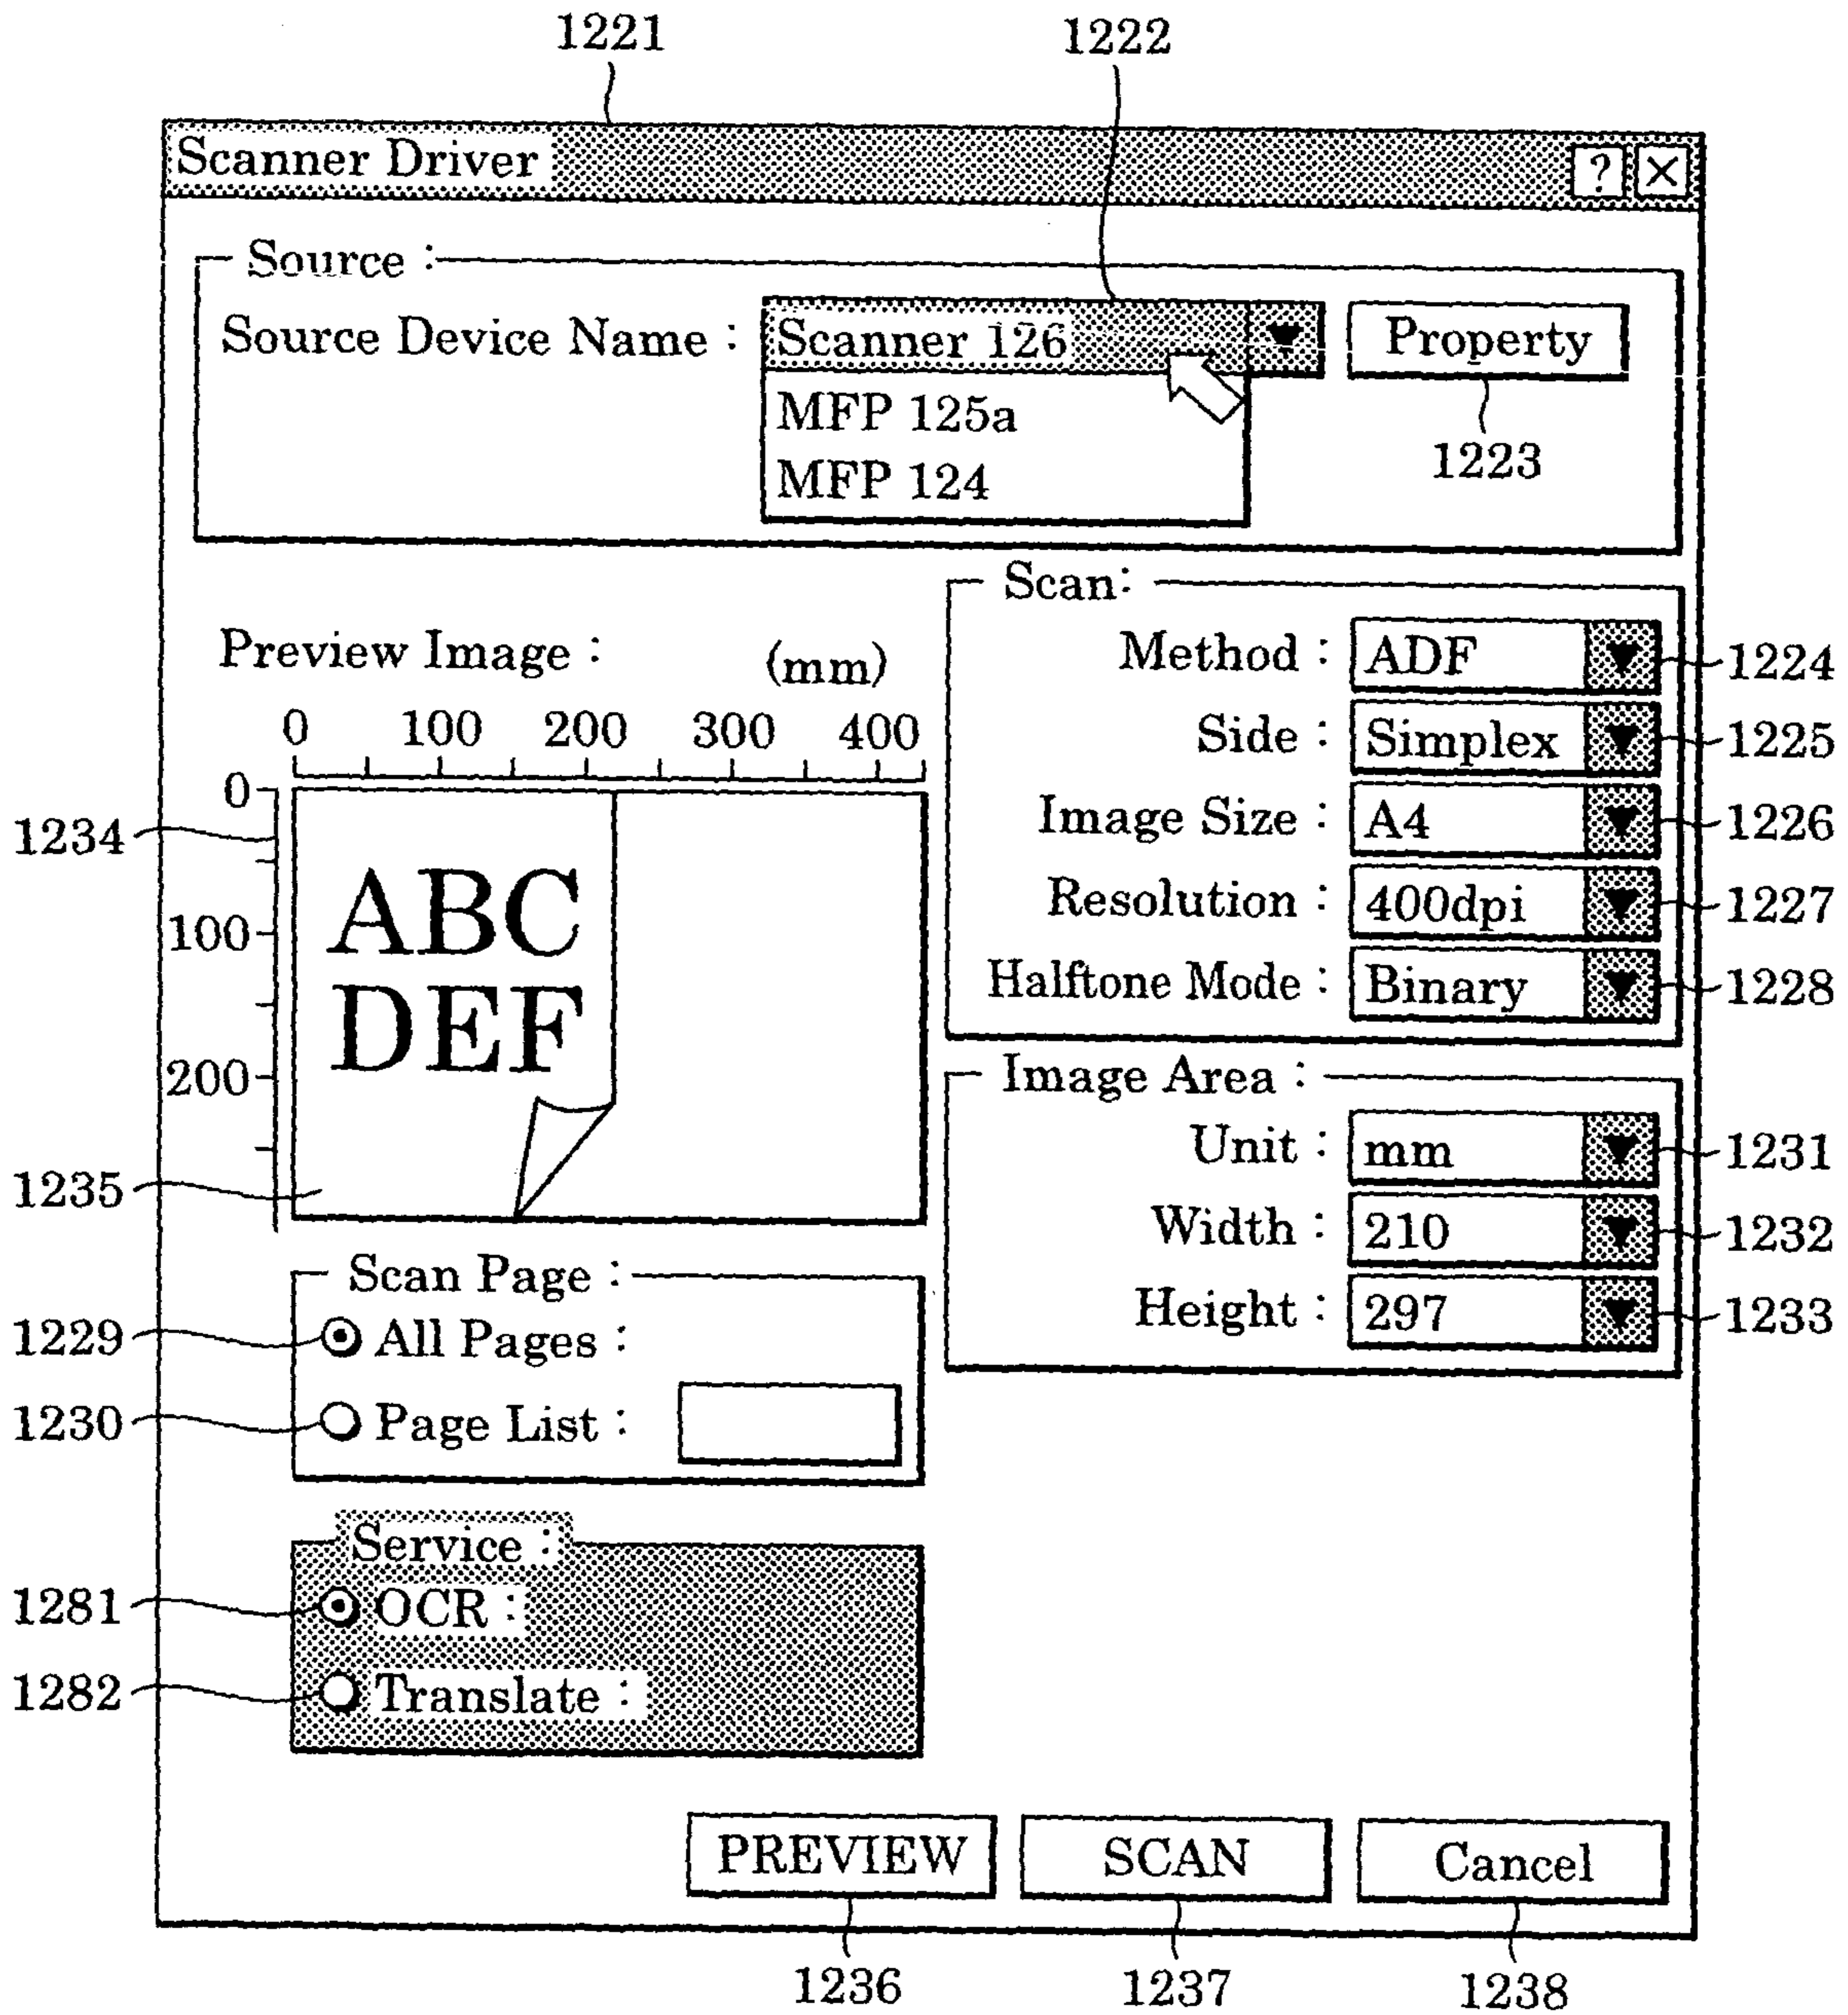 1221 1222
Scanner Driver ? X
Source :
Source Device Name : Scanner 126 ▼ Property
MFP 125a
MFP 124
1223
Scan:
Preview Image : (mm)
0 100 200 300 400
0
100
200
ABC
DEF
1234
1235
Method : ADF ▼ 1224
Side : Simplex ▼ 1225
Image Size : A4 ▼ 1226
Resolution : 400dpi ▼ 1227
Halftone Mode : Binary ▼ 1228
Image Area :
Unit : mm ▼ 1231
Width : 210 ▼ 1232
Height : 297 ▼ 1233
Scan Page :
1229 All Pages :
1230 Page List :
Service :
1281 OCR :
1282 Translate :
PREVIEW SCAN Cancel
1236 1237 1238